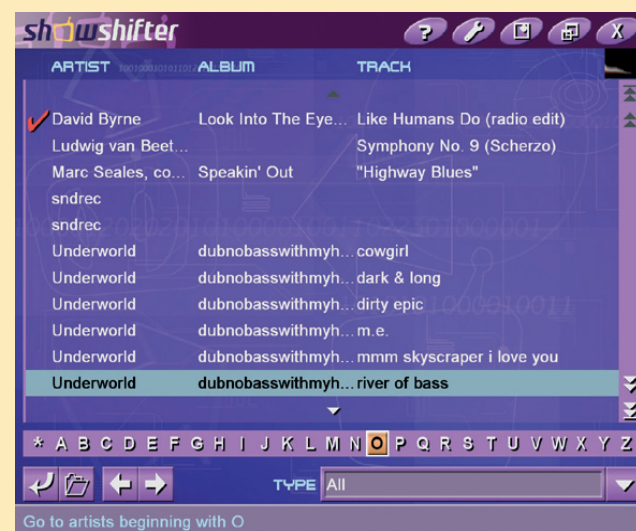 showshifter ? X
ARTIST ALBUM TRACK
David Byrne Look Into The Eye... Like Humans Do (radio edit)
Ludwig van Beet... Symphony No. 9 (Scherzo)
Marc Seales, co... Speakin' Out "Highway Blues"
sndrec
sndrec
Underworld dubnobasswithmyh... cowgirl
Underworld dubnobasswithmyh... dark & long
Underworld dubnobasswithmyh... dirty epic
Underworld dubnobasswithmyh... m.e.
Underworld dubnobasswithmyh... mmm skyscraper i love you
Underworld dubnobasswithmyh... river of bass
* A B C D E F G H I J K L M N O P Q R S T U V W X Y Z
TYPE All
Go to artists beginning with O